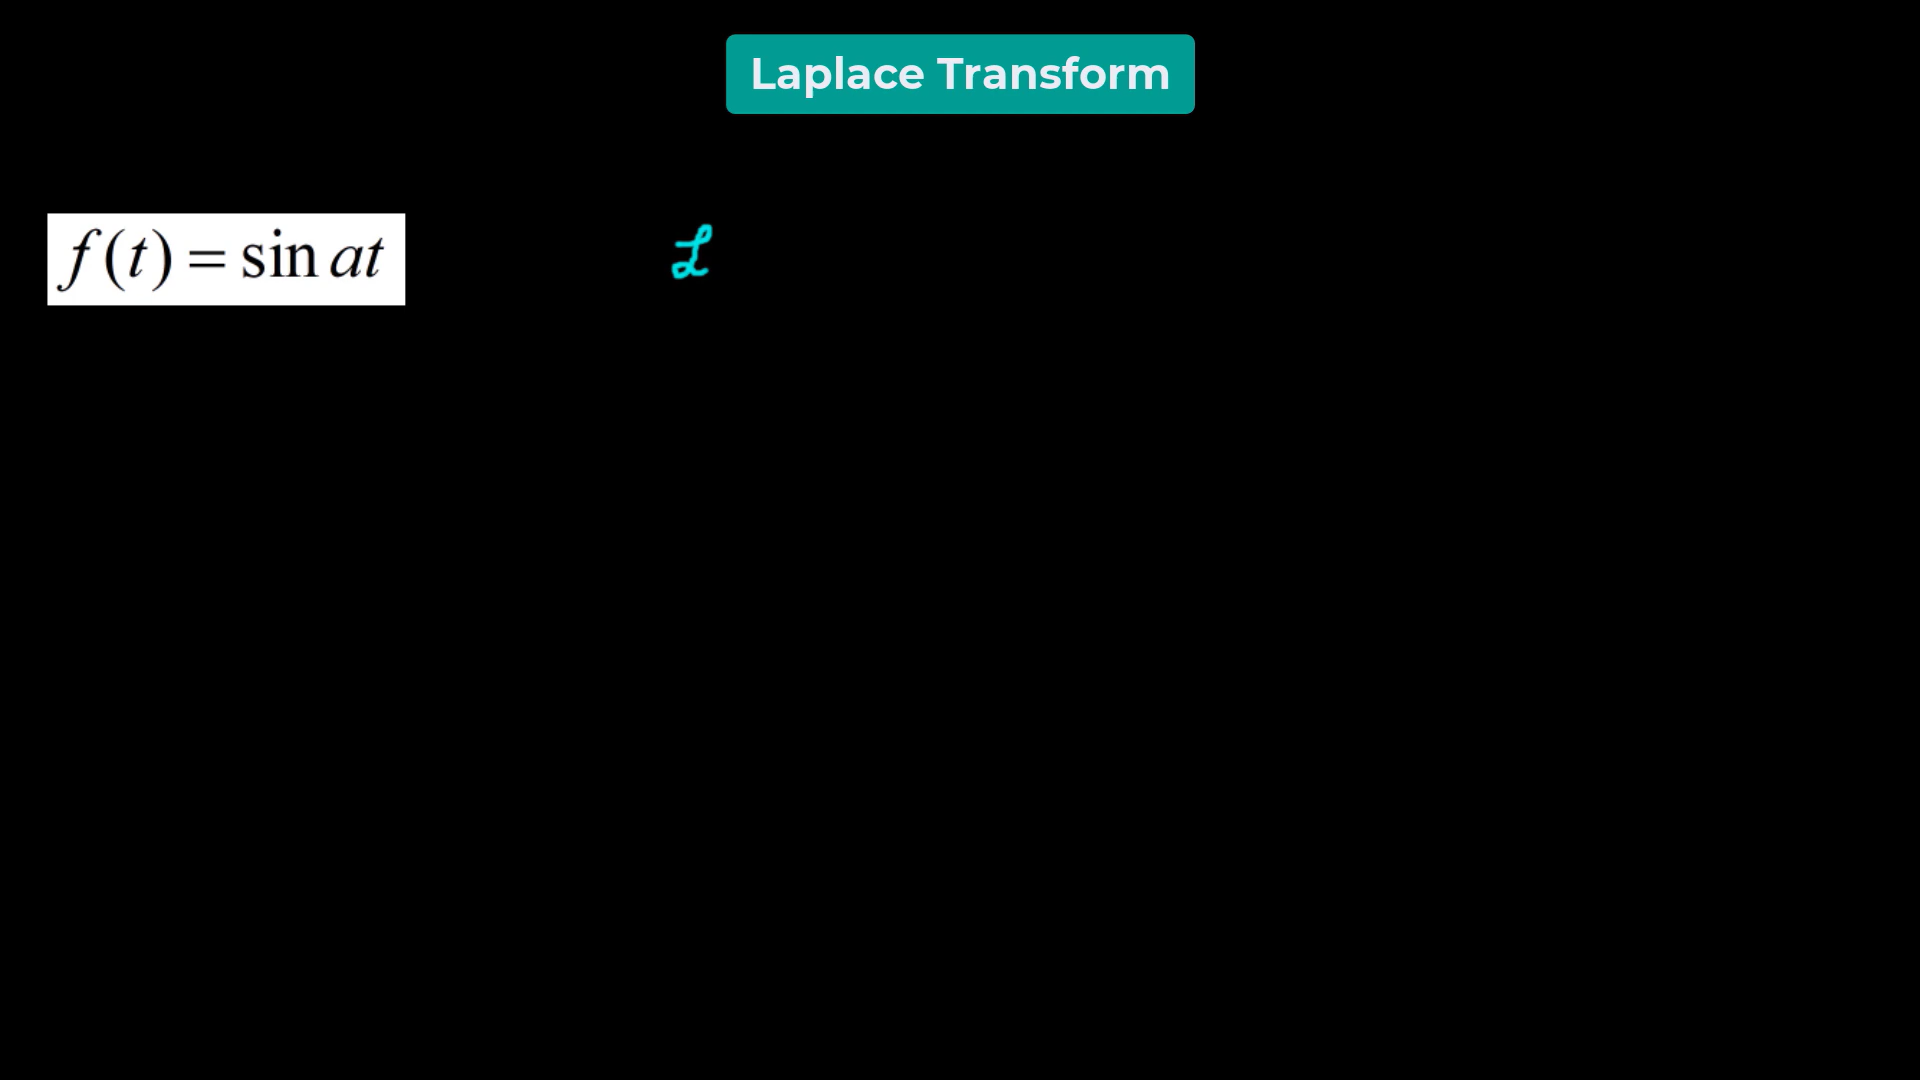 Laplace Transform
f(t) = sin at
ℒ